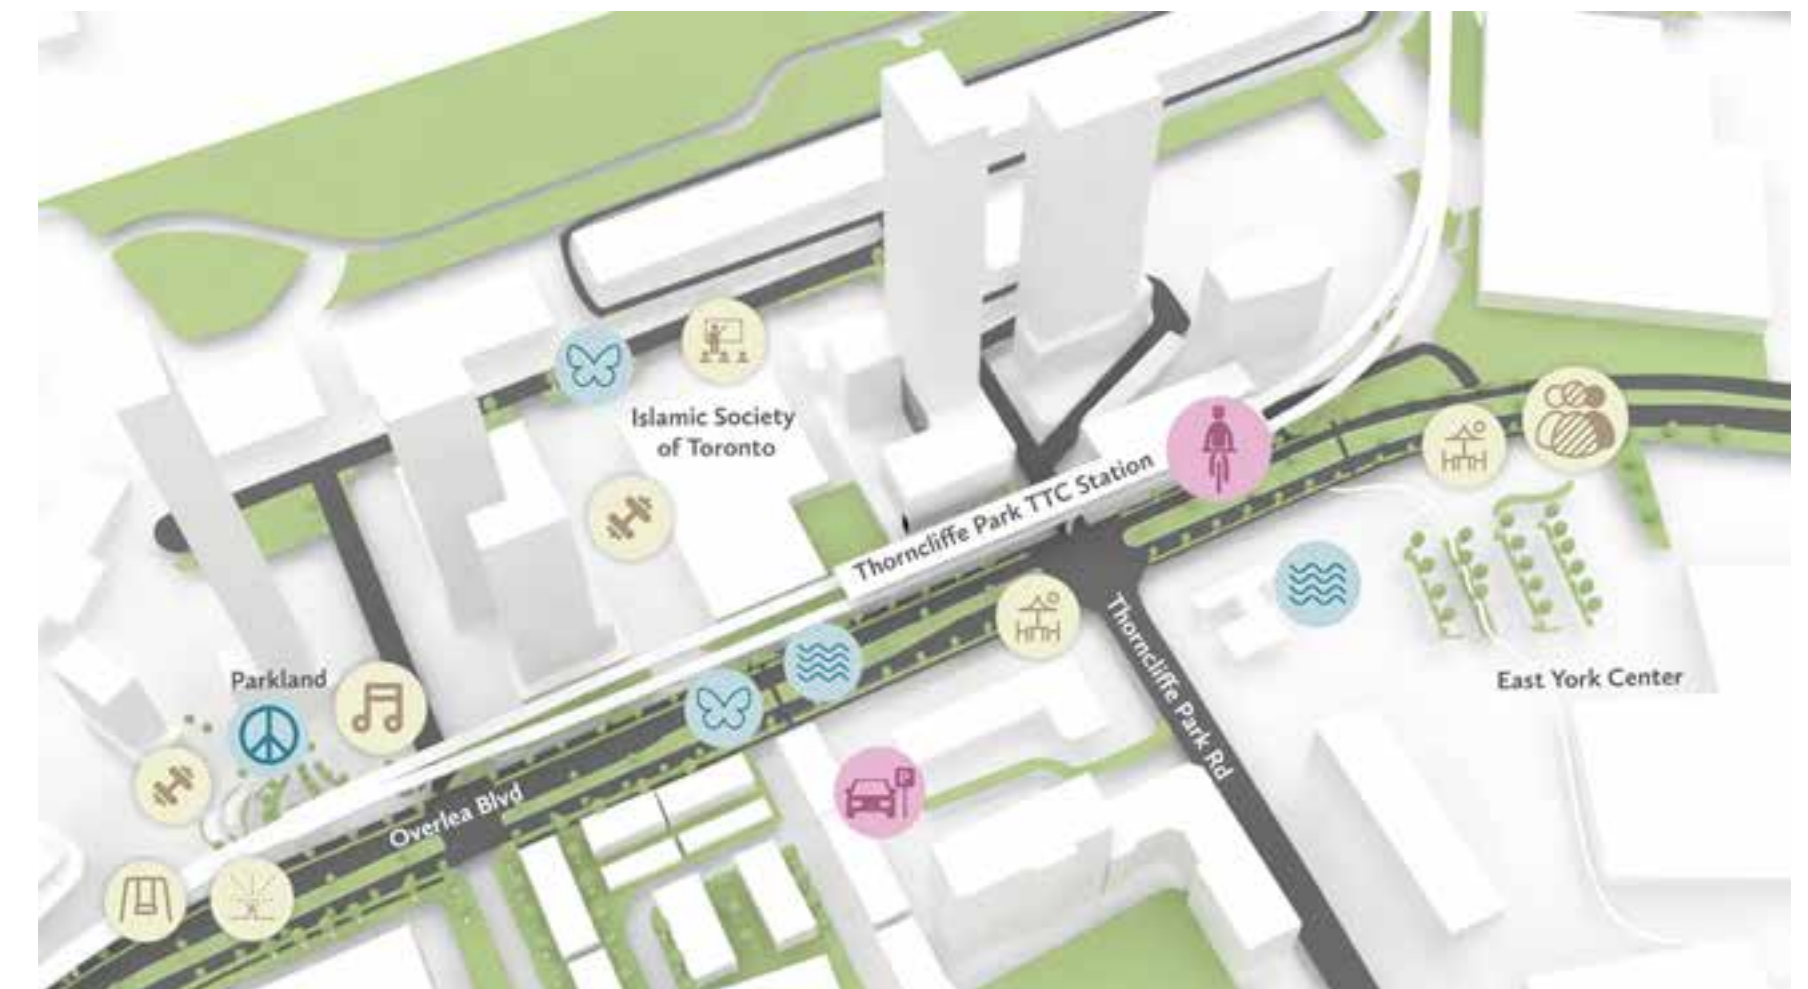 Islamic Society
of Toronto
Thorncliffe Park TTC Station
Thorncliffe Park Rd
Parkland
East York Center
Overlea Blvd
P